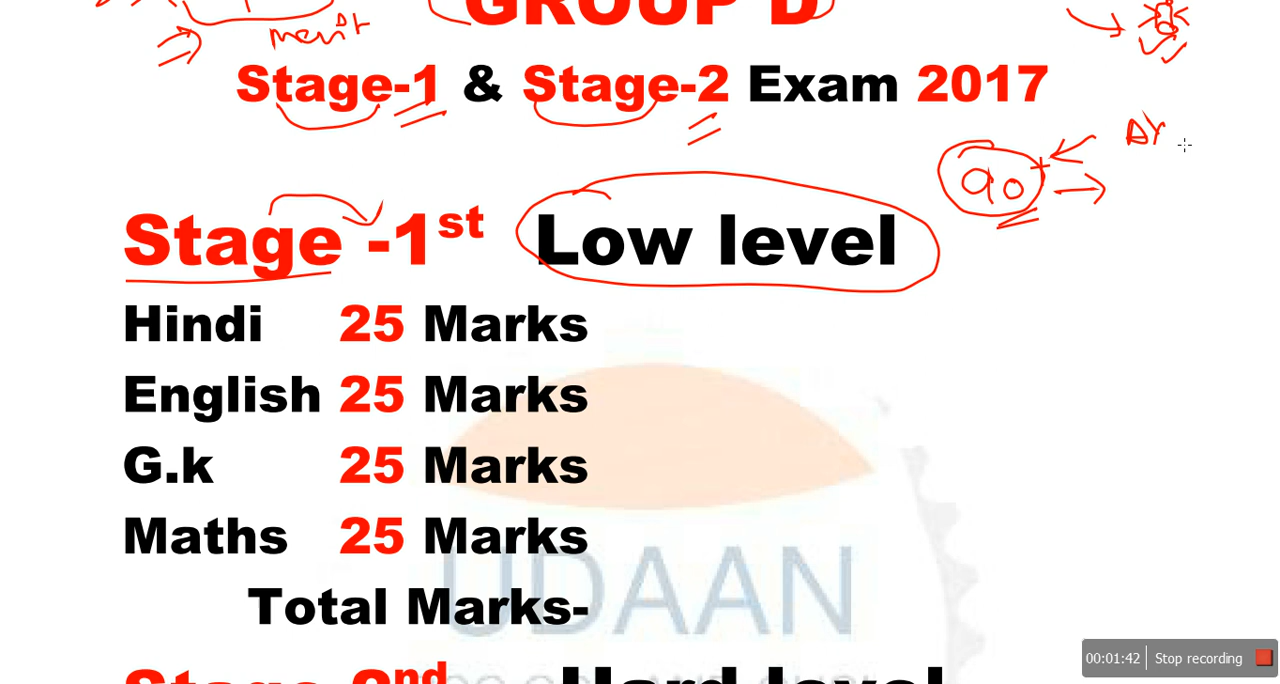 GROUP D
merit
Stage-1 & Stage-2 Exam 2017
90
Stage -1st Low level
Hindi 25 Marks
English 25 Marks
G.k 25 Marks
Maths 25 Marks
UDAAN
Total Marks-
Stage-2nd Hard level
00:01:42 Stop recording